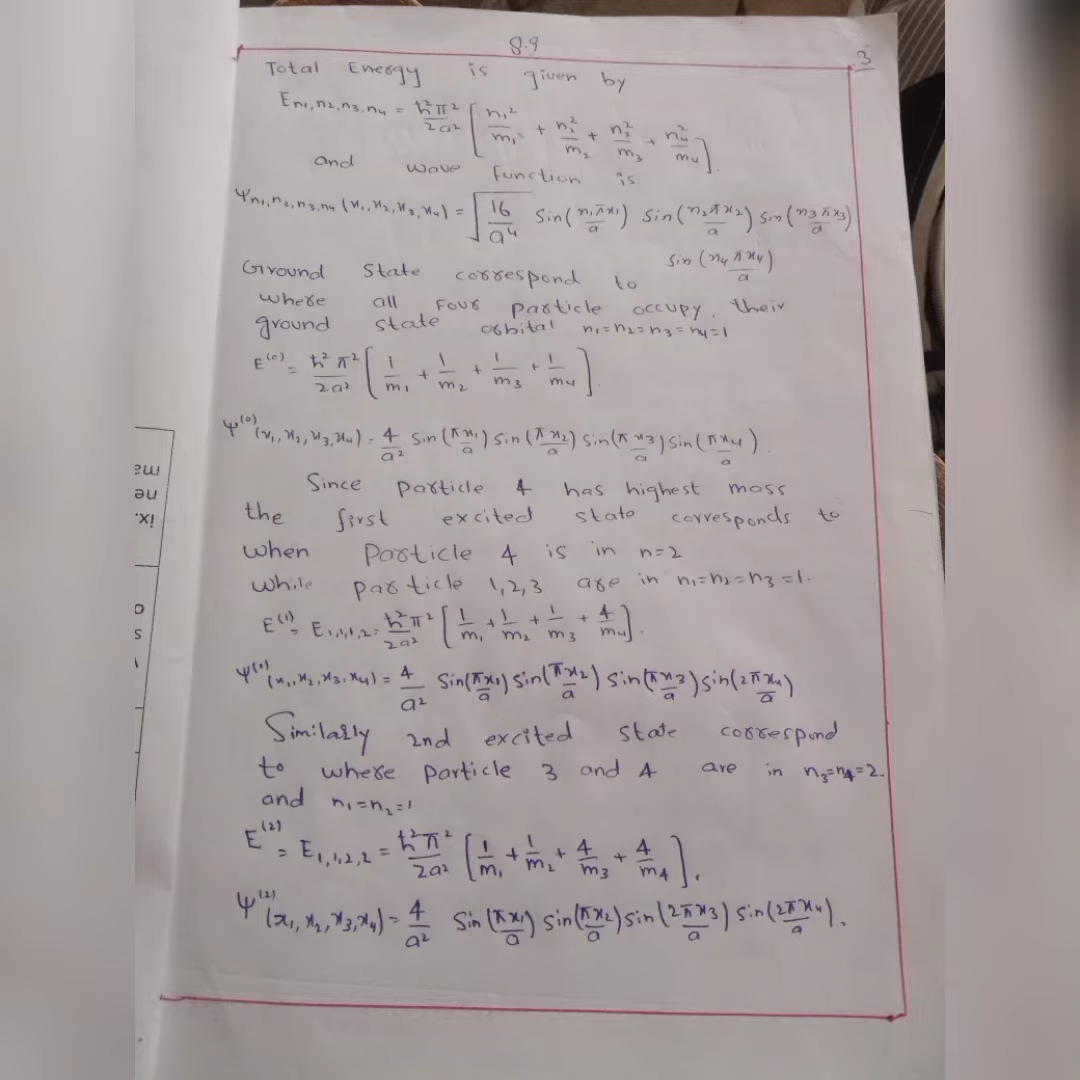 8.9
3
Total Energy is given by
E n₁,n₂,n₃,n₄ = ħ²π²/2a² [n₁²/m₁ + n₂²/m₂ + n₃²/m₃ + n₄²/m₄].
and wave function is
Ψn₁,n₂,n₃,n₄ (x₁,x₂,x₃,x₄) = √(16/a⁴) Sin(n₁πx₁/a) Sin(n₂πx₂/a) Sin(n₃πx₃/a)
Sin(n₄πx₄/a)
Ground State correspond to
where all Four particle occupy their
ground state orbital n₁=n₂=n₃=n₄=1
E⁽⁰⁾ = ħ²π²/2a² [1/m₁ + 1/m₂ + 1/m₃ + 1/m₄].
Ψ⁽⁰⁾(x₁,x₂,x₃,x₄) = 4/a² Sin(πx₁/a) Sin(πx₂/a) Sin(πx₃/a) Sin(πx₄/a).
Since particle 4 has highest mass
the first excited state corresponds to
when Particle 4 is in n=2
while particle 1,2,3 are in n₁=n₂=n₃=1.
E⁽¹⁾ = E₁,₁,₁,₂ = ħ²π²/2a² [1/m₁ + 1/m₂ + 1/m₃ + 4/m₄].
Ψ⁽¹⁾(x₁,x₂,x₃,x₄) = 4/a² Sin(πx₁/a) Sin(πx₂/a) Sin(πx₃/a) Sin(2πx₄/a)
Similarly 2nd excited state correspond
to where particle 3 and 4 are in n₃=n₄=2.
and n₁=n₂=1
E⁽²⁾ = E₁,₁,₂,₂ = ħ²π²/2a² [1/m₁ + 1/m₂ + 4/m₃ + 4/m₄].
Ψ⁽²⁾(x₁,x₂,x₃,x₄) = 4/a² Sin(πx₁/a) Sin(πx₂/a) Sin(2πx₃/a) Sin(2πx₄/a).
ma
ne
ix.